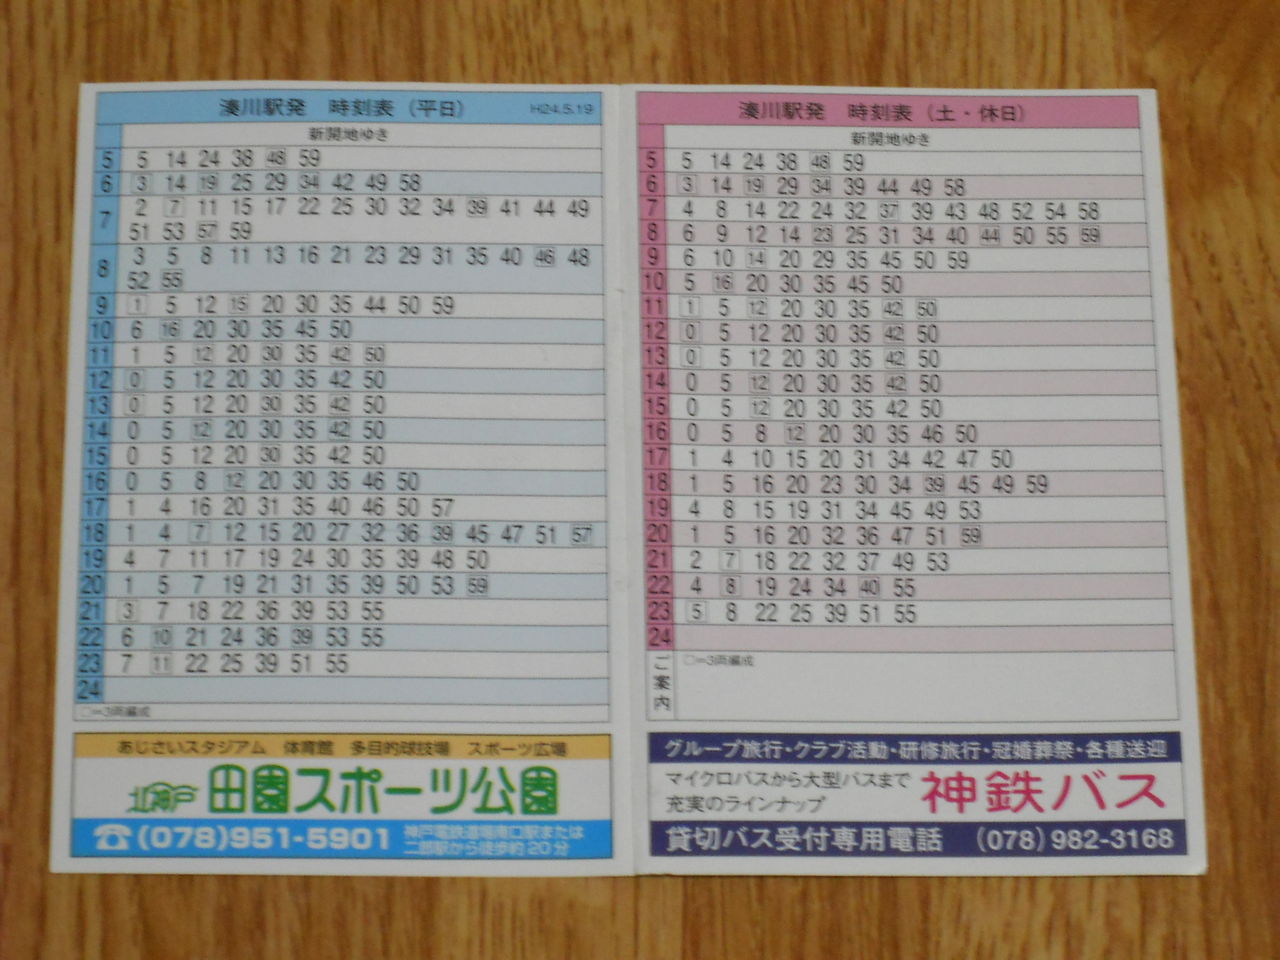 湊川駅発 時刻表（平日） H24.5.19
新開地ゆき
5 5 14 24 38 48 59
6 3 14 19 25 29 34 42 49 58
7 2 7 11 15 17 22 25 30 32 34 39 41 44 49
51 53 57 59
8 3 5 8 11 13 16 21 23 29 31 35 40 46 48
52 55
9 1 5 12 15 20 30 35 44 50 59
10 6 16 20 30 35 45 50
11 1 5 12 20 30 35 42 50
12 0 5 12 20 30 35 42 50
13 0 5 12 20 30 35 42 50
14 0 5 12 20 30 35 42 50
15 0 5 12 20 30 35 42 50
16 0 5 8 12 20 30 35 46 50
17 1 4 16 20 31 35 40 46 50 57
18 1 4 7 12 15 20 27 32 36 39 45 47 51 57
19 4 7 11 17 19 24 30 35 39 48 50
20 1 5 7 19 21 31 35 39 50 53 59
21 3 7 18 22 36 39 53 55
22 6 10 21 24 36 39 53 55
23 7 11 22 25 39 51 55
24
□=3両編成
あじさいスタジアム 体育館 多目的球技場 スポーツ広場
北神戸 田園スポーツ公園
☎(078)951-5901 神戸電鉄道場南口駅または
二郎駅から徒歩約20分
湊川駅発 時刻表（土・休日）
新開地ゆき
5 5 14 24 38 48 59
6 3 14 19 29 34 39 44 49 58
7 4 8 14 22 24 32 37 39 43 48 52 54 58
8 6 9 12 14 23 25 31 34 40 44 50 55 59
9 6 10 14 20 29 35 45 50 59
10 5 16 20 30 35 45 50
11 1 5 12 20 30 35 42 50
12 0 5 12 20 30 35 42 50
13 0 5 12 20 30 35 42 50
14 0 5 12 20 30 35 42 50
15 0 5 12 20 30 35 42 50
16 0 5 8 12 20 30 35 46 50
17 1 4 10 15 20 31 34 42 47 50
18 1 5 16 20 23 30 34 39 45 49 59
19 4 8 15 19 31 34 45 49 53
20 1 5 16 20 32 36 47 51 59
21 2 7 18 22 32 37 49 53
22 4 8 19 24 34 40 55
23 5 8 22 25 39 51 55
24
ご案内 □=3両編成
グループ旅行・クラブ活動・研修旅行・冠婚葬祭・各種送迎
マイクロバスから大型バスまで
充実のラインナップ
神鉄バス
貸切バス受付専用電話 (078)982-3168